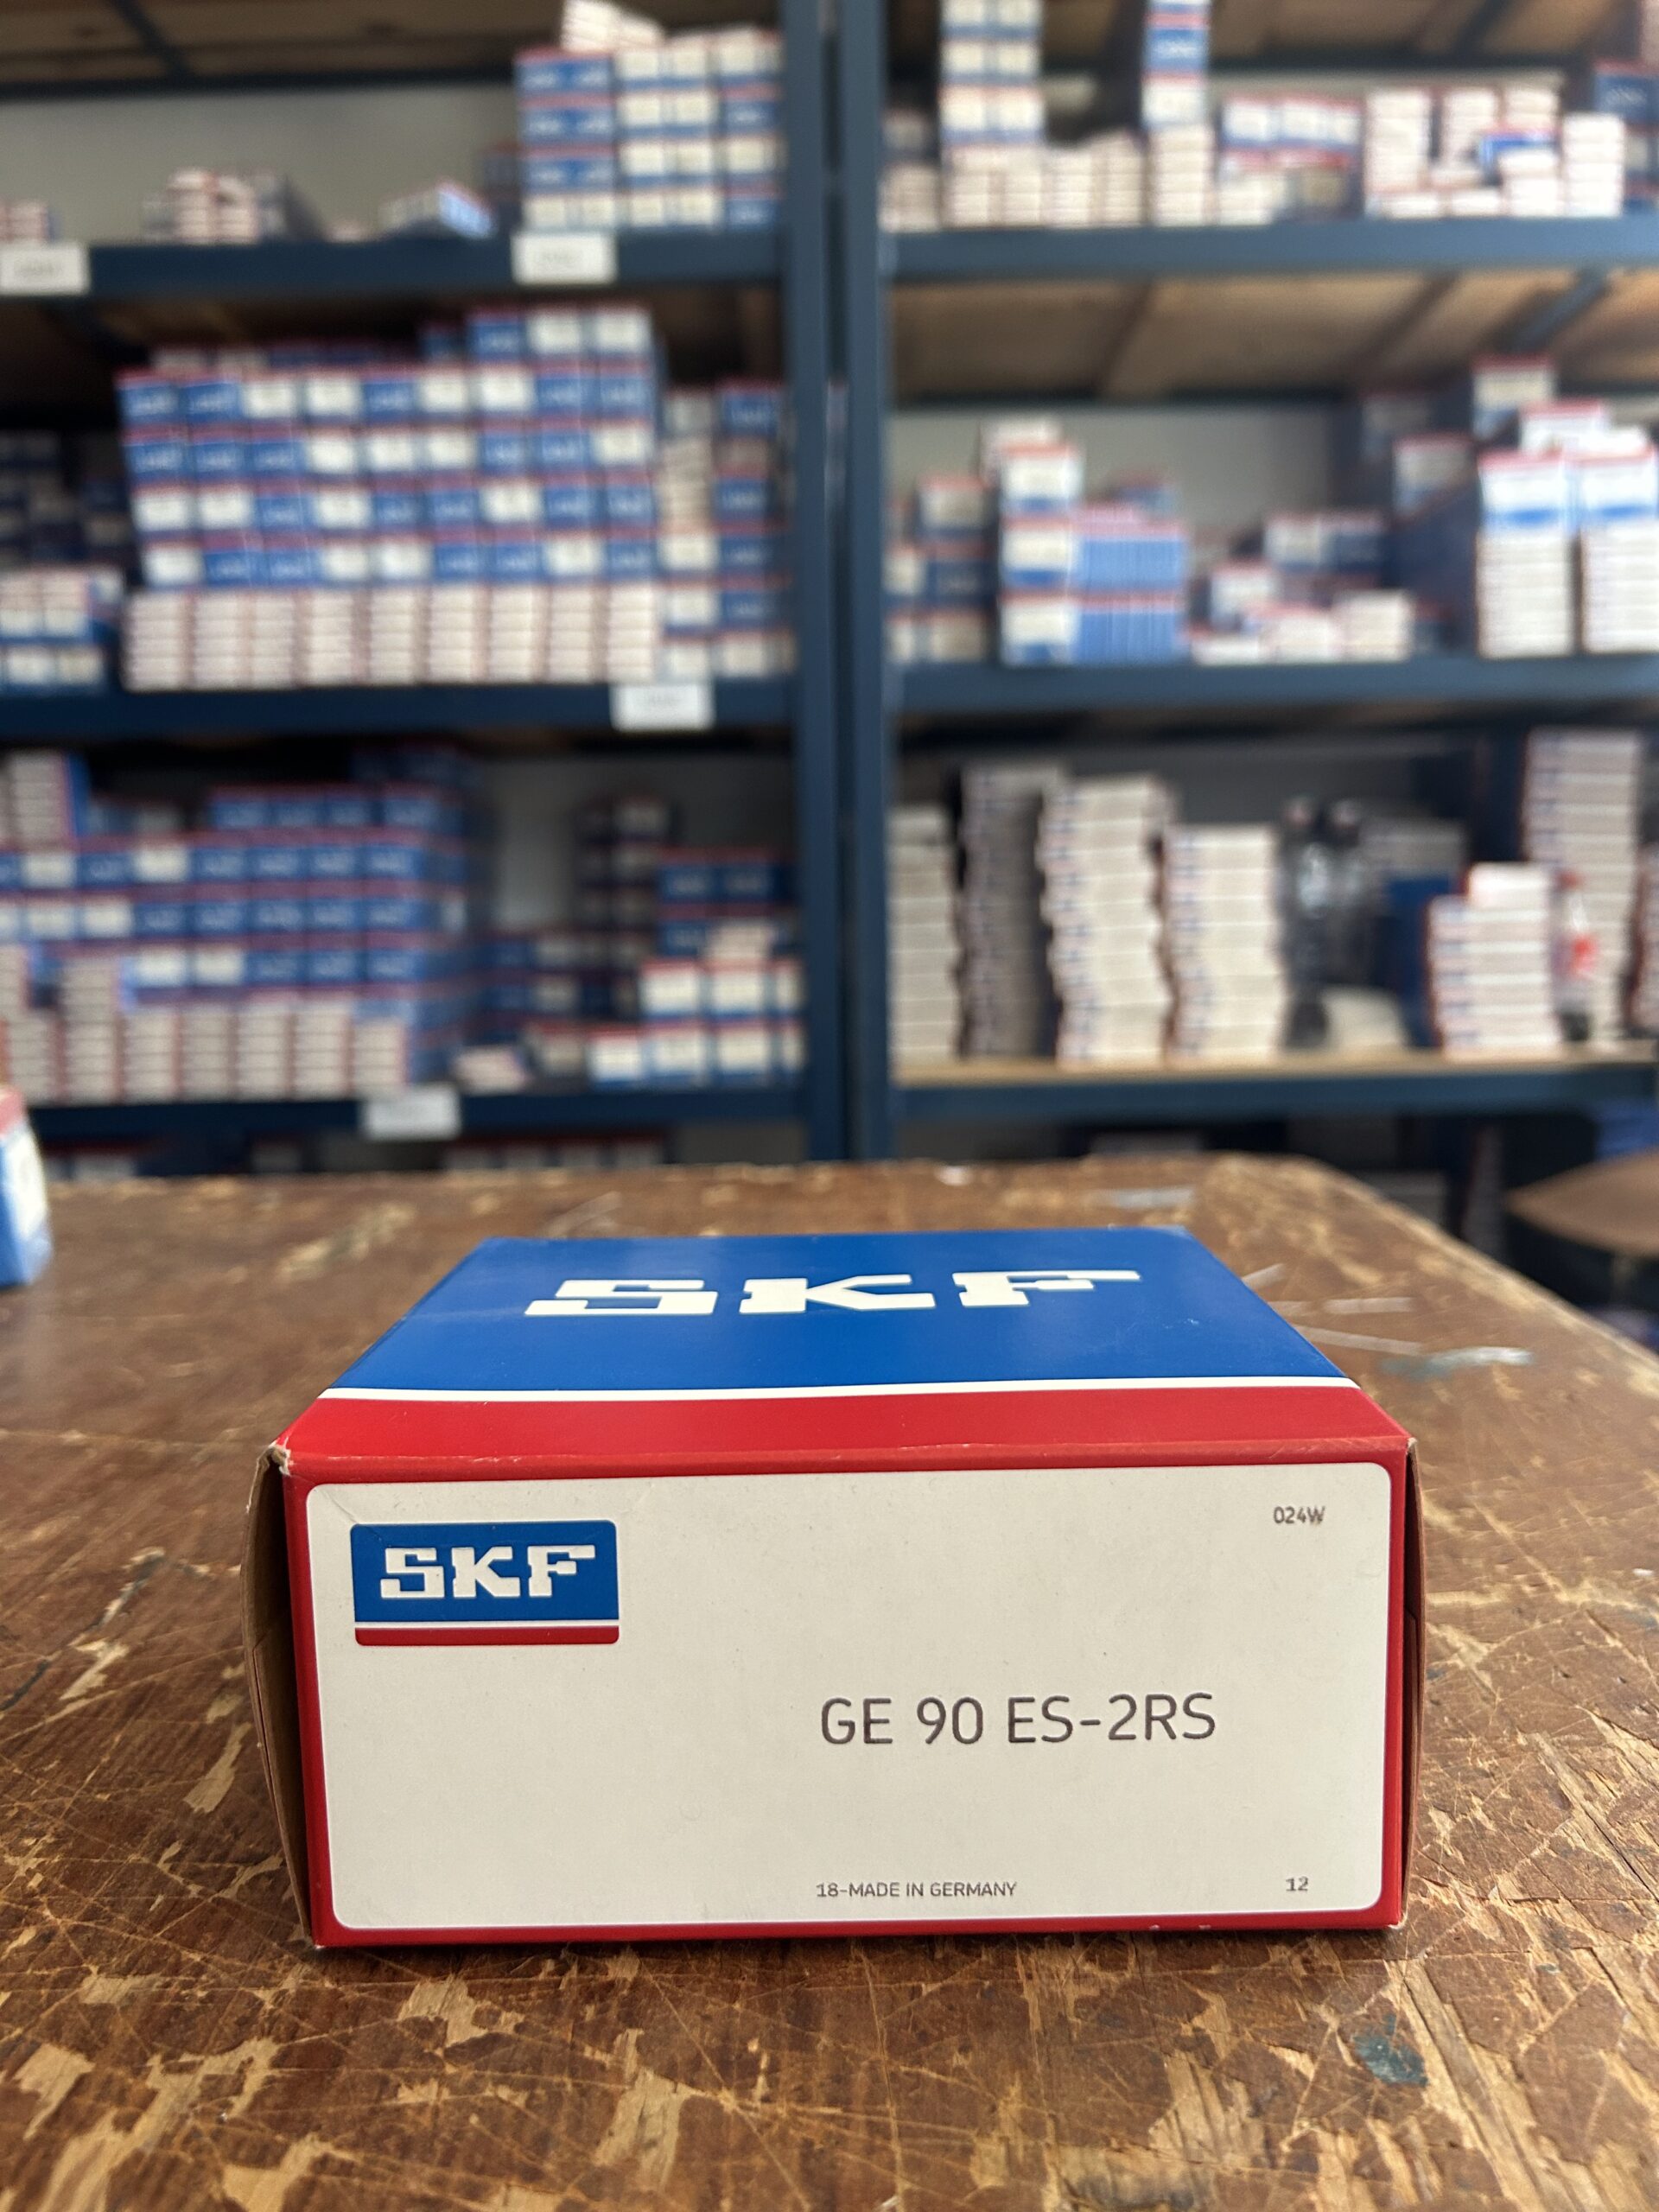 SKF
SKF
024W
GE 90 ES-2RS
18-MADE IN GERMANY
12